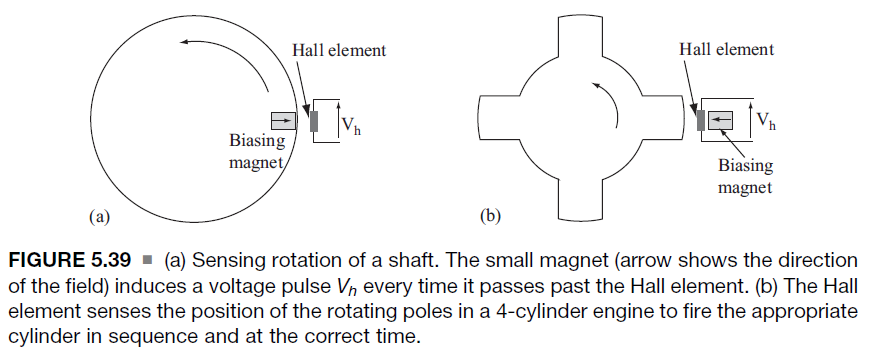 Hall element
Vh
Biasing
magnet
(a)
Hall element
Vh
Biasing
magnet
(b)
FIGURE 5.39 ■ (a) Sensing rotation of a shaft. The small magnet (arrow shows the direction
of the field) induces a voltage pulse Vh every time it passes past the Hall element. (b) The Hall
element senses the position of the rotating poles in a 4-cylinder engine to fire the appropriate
cylinder in sequence and at the correct time.